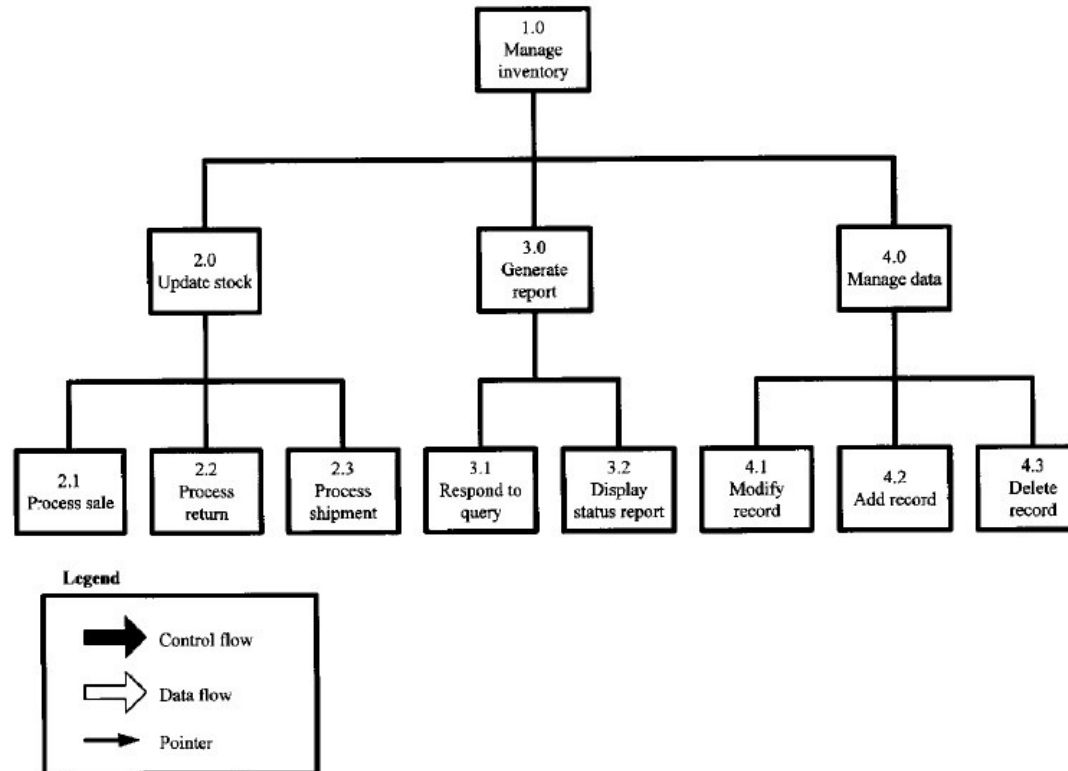 1.0
Manage
inventory
2.0
Update stock
3.0
Generate
report
4.0
Manage data
2.1
Process sale
2.2
Process
return
2.3
Process
shipment
3.1
Respond to
query
3.2
Display
status report
4.1
Modify
record
4.2
Add record
4.3
Delete
record
Legend
Control flow
Data flow
Pointer